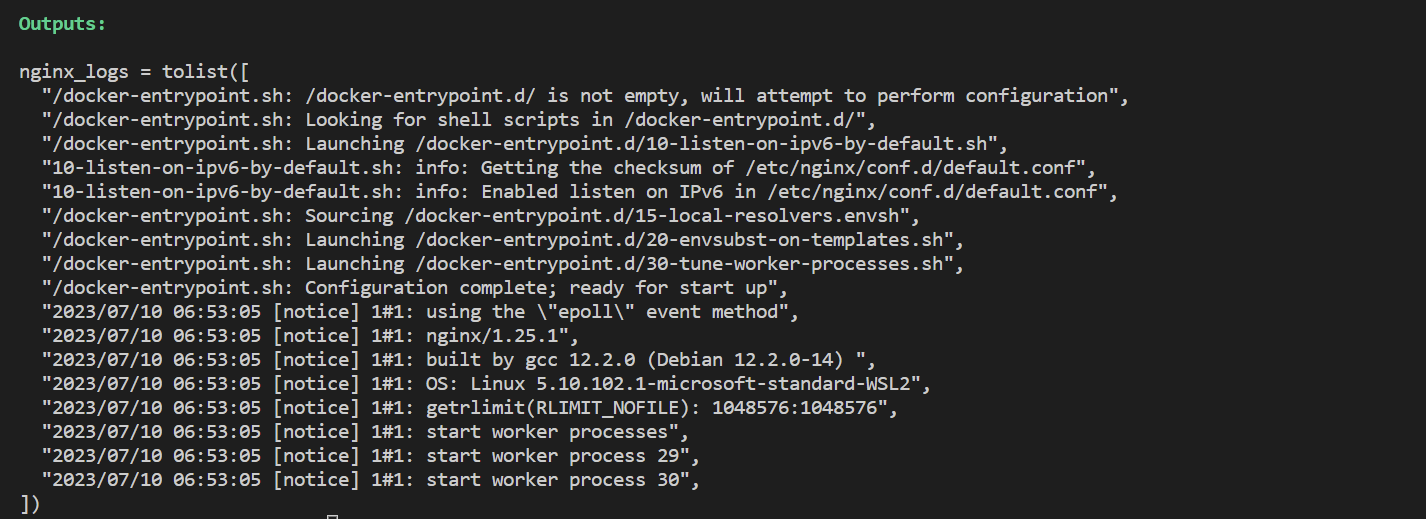 Outputs:
nginx_logs = tolist([
"/docker-entrypoint.sh: /docker-entrypoint.d/ is not empty, will attempt to perform configuration",
"/docker-entrypoint.sh: Looking for shell scripts in /docker-entrypoint.d/",
"/docker-entrypoint.sh: Launching /docker-entrypoint.d/10-listen-on-ipv6-by-default.sh",
"10-listen-on-ipv6-by-default.sh: info: Getting the checksum of /etc/nginx/conf.d/default.conf",
"10-listen-on-ipv6-by-default.sh: info: Enabled listen on IPv6 in /etc/nginx/conf.d/default.conf",
"/docker-entrypoint.sh: Sourcing /docker-entrypoint.d/15-local-resolvers.envsh",
"/docker-entrypoint.sh: Launching /docker-entrypoint.d/20-envsubst-on-templates.sh",
"/docker-entrypoint.sh: Launching /docker-entrypoint.d/30-tune-worker-processes.sh",
"/docker-entrypoint.sh: Configuration complete; ready for start up",
"2023/07/10 06:53:05 [notice] 1#1: using the \"epoll\" event method",
"2023/07/10 06:53:05 [notice] 1#1: nginx/1.25.1",
"2023/07/10 06:53:05 [notice] 1#1: built by gcc 12.2.0 (Debian 12.2.0-14) ",
"2023/07/10 06:53:05 [notice] 1#1: OS: Linux 5.10.102.1-microsoft-standard-WSL2",
"2023/07/10 06:53:05 [notice] 1#1: getrlimit(RLIMIT_NOFILE): 1048576:1048576",
"2023/07/10 06:53:05 [notice] 1#1: start worker processes",
"2023/07/10 06:53:05 [notice] 1#1: start worker process 29",
"2023/07/10 06:53:05 [notice] 1#1: start worker process 30",
])